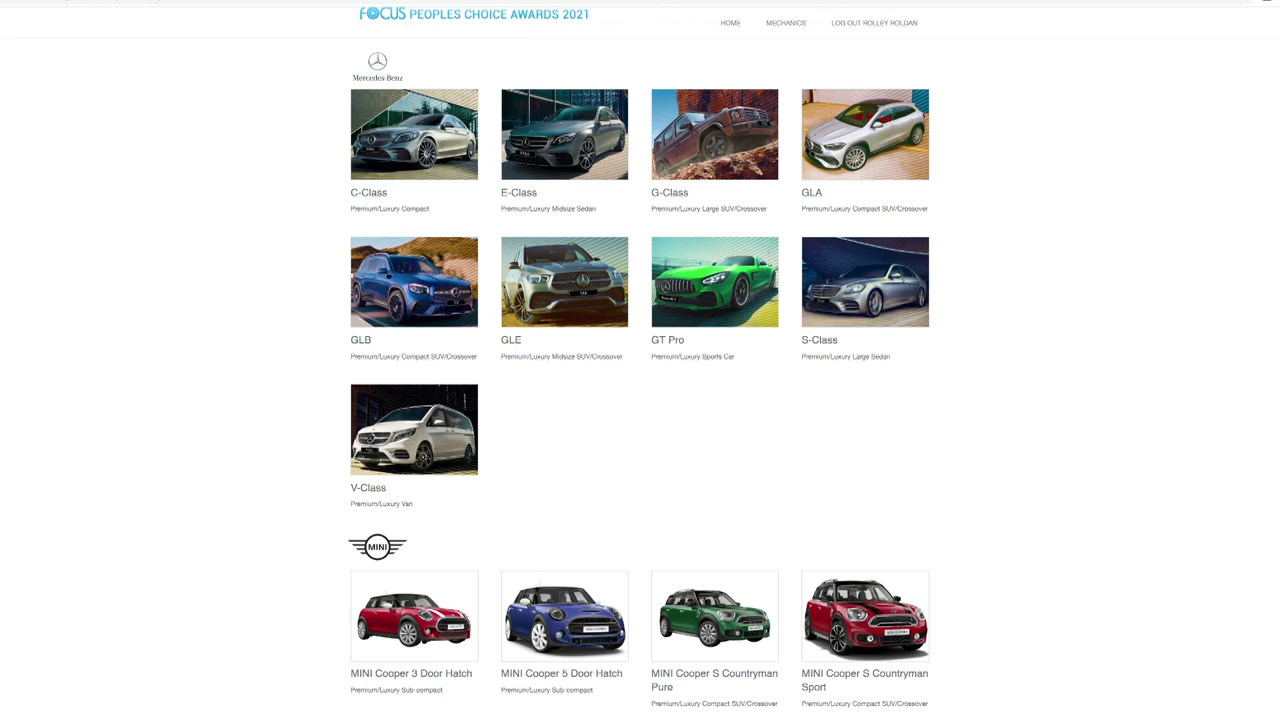 FOCUS PEOPLES CHOICE AWARDS 2021
HOME MECHANICS LOG OUT ROLLEY ROLDAN
Mercedes-Benz
C-Class E-Class G-Class GLA
Premium/Luxury Compact Premium/Luxury Midsize Sedan Premium/Luxury Large SUV/Crossover Premium/Luxury Compact SUV/Crossover
GLB GLE GT Pro S-Class
Premium/Luxury Compact SUV/Crossover Premium/Luxury Midsize SUV/Crossover Premium/Luxury Sports Car Premium/Luxury Large Sedan
V-Class
Premium/Luxury Van
MINI
MINI Cooper 3 Door Hatch MINI Cooper 5 Door Hatch MINI Cooper S Countryman Pure MINI Cooper S Countryman Sport
Premium/Luxury Sub-compact Premium/Luxury Sub-compact Premium/Luxury Compact SUV/Crossover Premium/Luxury Compact SUV/Crossover